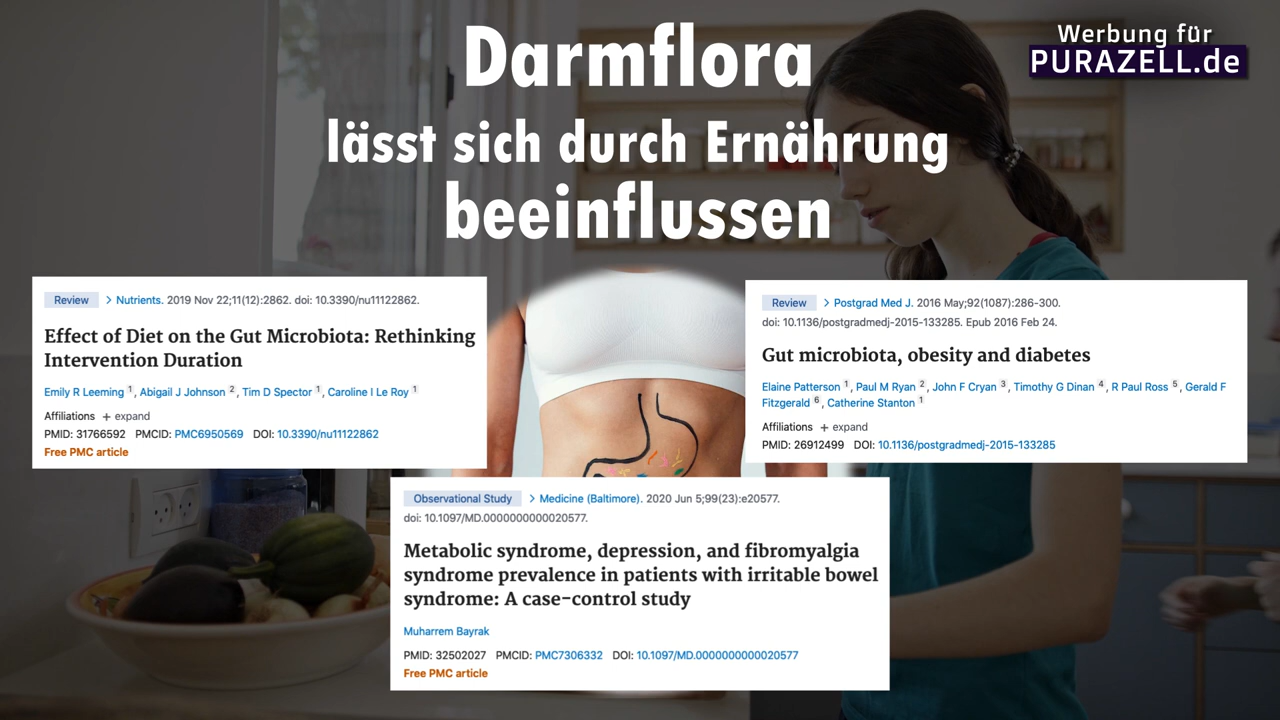 Darmflora
lässt sich durch Ernährung
beeinflussen
Werbung für
PURAZELL.de
Review > Nutrients. 2019 Nov 22;11(12):2862. doi: 10.3390/nu11122862.
Effect of Diet on the Gut Microbiota: Rethinking
Intervention Duration
Emily R Leeming 1, Abigail J Johnson 2, Tim D Spector 1, Caroline I Le Roy 1
Affiliations + expand
PMID: 31766592 PMCID: PMC6950569 DOI: 10.3390/nu11122862
Free PMC article
Review > Postgrad Med J. 2016 May;92(1087):286-300.
doi: 10.1136/postgradmedj-2015-133285. Epub 2016 Feb 24.
Gut microbiota, obesity and diabetes
Elaine Patterson 1, Paul M Ryan 2, John F Cryan 3, Timothy G Dinan 4, R Paul Ross 5, Gerald F
Fitzgerald 6, Catherine Stanton 1
Affiliations + expand
PMID: 26912499 DOI: 10.1136/postgradmedj-2015-133285
Observational Study > Medicine (Baltimore). 2020 Jun 5;99(23):e20577.
doi: 10.1097/MD.0000000000020577.
Metabolic syndrome, depression, and fibromyalgia
syndrome prevalence in patients with irritable bowel
syndrome: A case-control study
Muharrem Bayrak
PMID: 32502027 PMCID: PMC7306332 DOI: 10.1097/MD.0000000000020577
Free PMC article